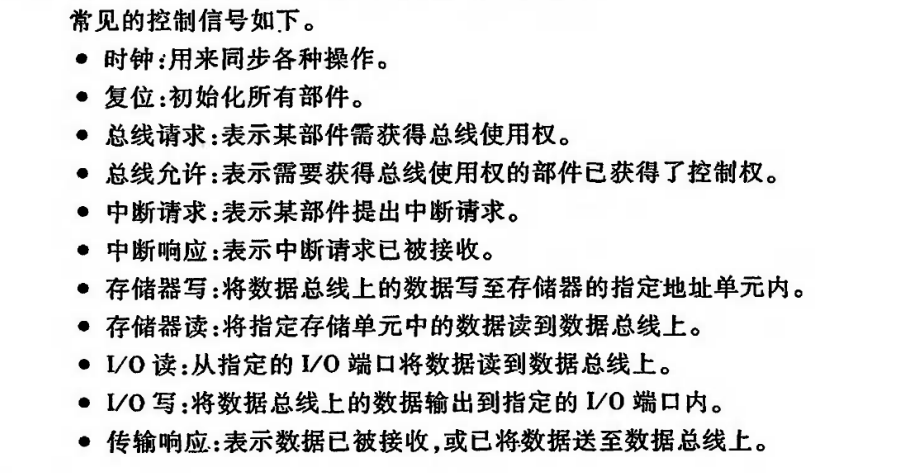 常见的控制信号如下。
● 时钟:用来同步各种操作。
● 复位:初始化所有部件。
● 总线请求:表示某部件需获得总线使用权。
● 总线允许:表示需要获得总线使用权的部件已获得了控制权。
● 中断请求:表示某部件提出中断请求。
● 中断响应:表示中断请求已被接收。
● 存储器写:将数据总线上的数据写至存储器的指定地址单元内。
● 存储器读:将指定存储单元中的数据读到数据总线上。
● I/O 读:从指定的 I/O 端口将数据读到数据总线上。
● I/O 写:将数据总线上的数据输出到指定的 I/O 端口内。
● 传输响应:表示数据已被接收,或已将数据送至数据总线上。